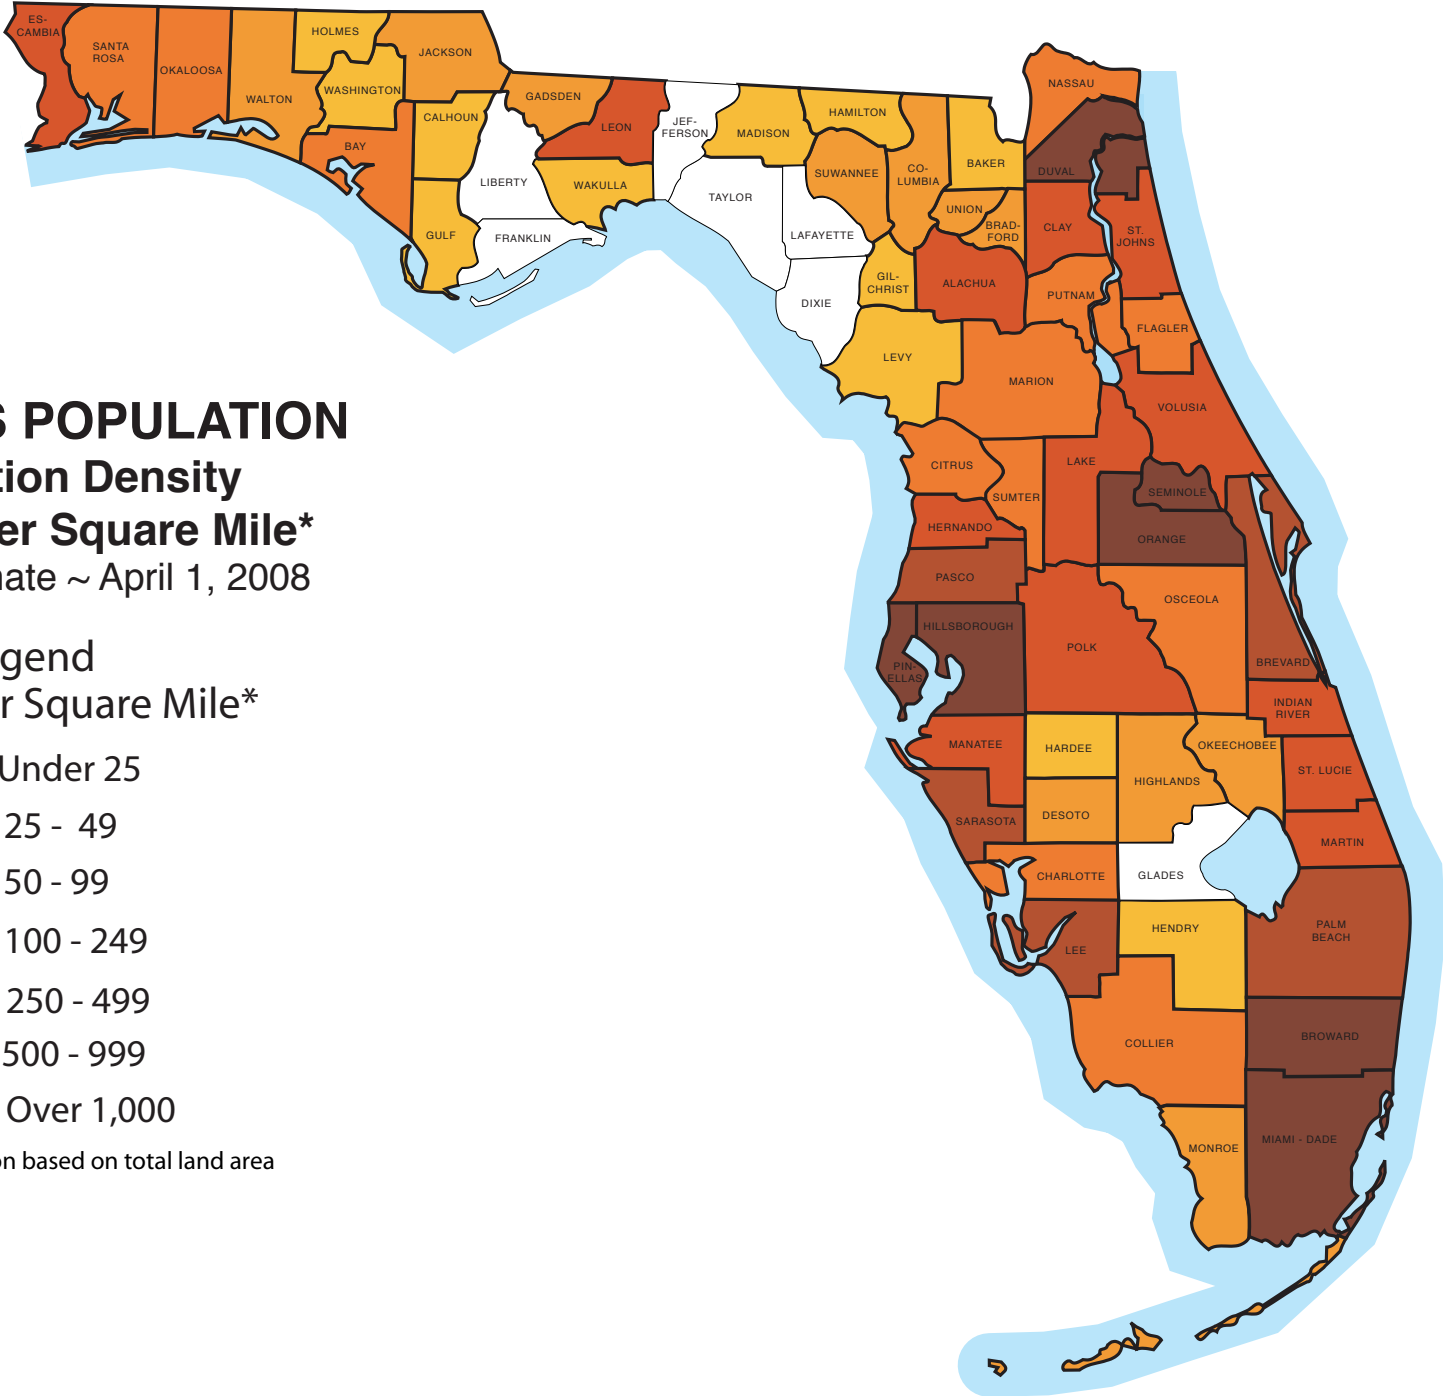 ES-
CAMBIA
SANTA
ROSA
OKALOOSA
WALTON
HOLMES
WASHINGTON
JACKSON
BAY
CALHOUN
GULF
GADSDEN
LIBERTY
FRANKLIN
LEON
WAKULLA
JEF-
FERSON
MADISON
TAYLOR
HAMILTON
SUWANNEE
LAFAYETTE
DIXIE
CO-
LUMBIA
BAKER
UNION
BRAD-
FORD
GIL-
CHRIST
ALACHUA
LEVY
NASSAU
DUVAL
CLAY
ST.
JOHNS
PUTNAM
FLAGLER
MARION
VOLUSIA
CITRUS
SUMTER
LAKE
SEMINOLE
ORANGE
HERNANDO
PASCO
HILLSBOROUGH
PIN-
ELLAS
POLK
OSCEOLA
BREVARD
INDIAN
RIVER
MANATEE
HARDEE
HIGHLANDS
OKEECHOBEE
ST. LUCIE
SARASOTA
DESOTO
MARTIN
CHARLOTTE
GLADES
LEE
HENDRY
PALM
BEACH
COLLIER
BROWARD
MONROE
MIAMI - DADE
S POPULATION
tion Density
er Square Mile*
nate ~ April 1, 2008
gend
r Square Mile*
Under 25
25 - 49
50 - 99
100 - 249
250 - 499
500 - 999
Over 1,000
on based on total land area